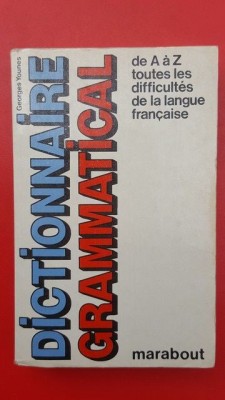 Georges Younes
DICTIONNAIRE
GRAMMATICAL
de A à Z
toutes les
difficultés
de la langue
française
marabout